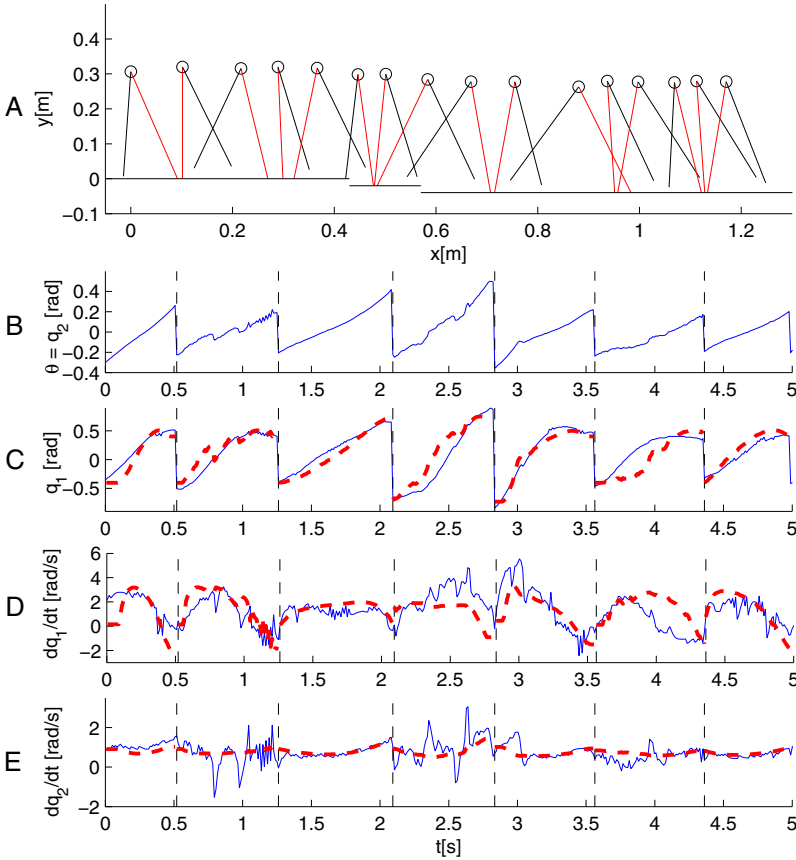 A
y[m]
0.4
0.3
0.2
0.1
0
−0.1
0 0.2 0.4 0.6 0.8 1 1.2
x[m]
B
θ = q2 [rad]
0.4
0.2
0
−0.2
−0.4
0 0.5 1 1.5 2 2.5 3 3.5 4 4.5 5
C
q1 [rad]
0.5
0
−0.5
0 0.5 1 1.5 2 2.5 3 3.5 4 4.5 5
D
dq1/dt [rad/s]
6
4
2
0
−2
0 0.5 1 1.5 2 2.5 3 3.5 4 4.5 5
E
dq2/dt [rad/s]
2
0
−2
0 0.5 1 1.5 2 2.5 3 3.5 4 4.5 5
t[s]